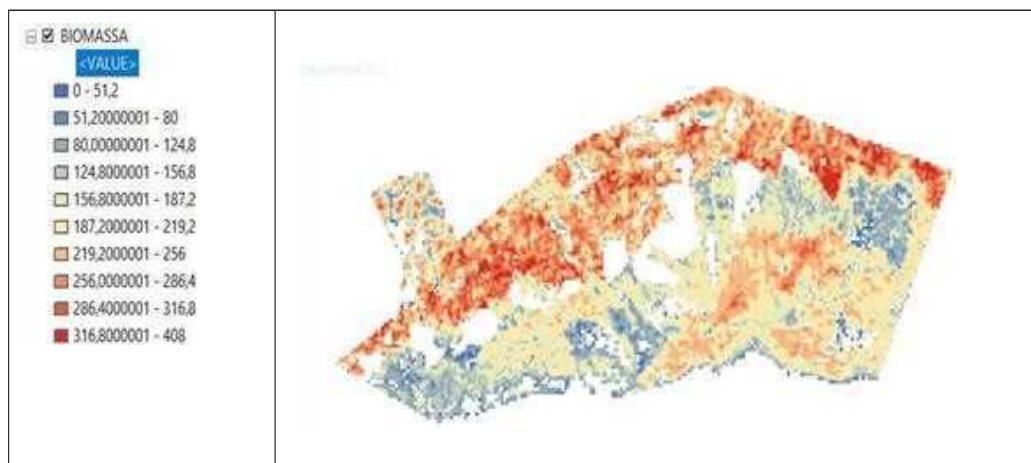 BIOMASSA
<VALUE>
0 - 51,2
51,20000001 - 80
80,00000001 - 124,8
124,8000001 - 156,8
156,8000001 - 187,2
187,2000001 - 219,2
219,2000001 - 256
256,0000001 - 286,4
286,4000001 - 316,8
316,8000001 - 408